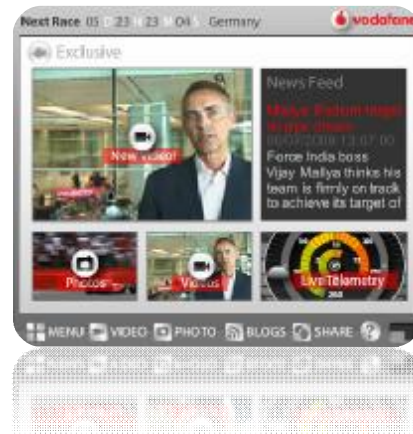 Next Race 05 D 23 H 23 M 04 S Germany
vodafone
Exclusive
New Video!
News Feed
Force India boss
Vijay Mallya thinks his
team is firmly on track
to achieve its target of
Photos
Videos
Live Telemetry
MENU VIDEO PHOTO BLOGS SHARE ?